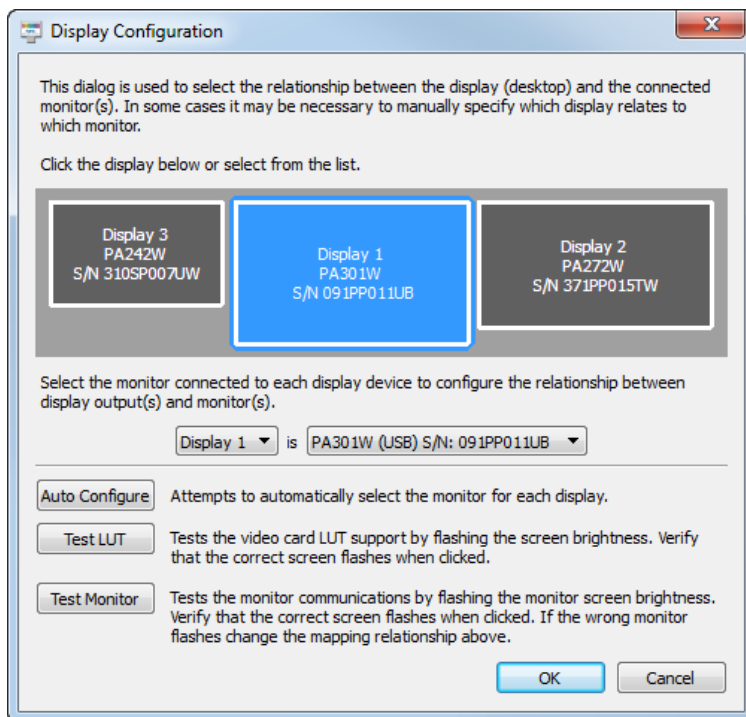 Display Configuration
This dialog is used to select the relationship between the display (desktop) and the connected
monitor(s). In some cases it may be necessary to manually specify which display relates to
which monitor.
Click the display below or select from the list.
Display 3
PA242W
S/N 310SP007UW
Display 1
PA301W
S/N 091PP011UB
Display 2
PA272W
S/N 371PP015TW
Select the monitor connected to each display device to configure the relationship between
display output(s) and monitor(s).
Display 1 is PA301W (USB) S/N: 091PP011UB
Auto Configure Attempts to automatically select the monitor for each display.
Test LUT Tests the video card LUT support by flashing the screen brightness. Verify
that the correct screen flashes when clicked.
Test Monitor Tests the monitor communications by flashing the monitor screen brightness.
Verify that the correct screen flashes when clicked. If the wrong monitor
flashes change the mapping relationship above.
OK Cancel